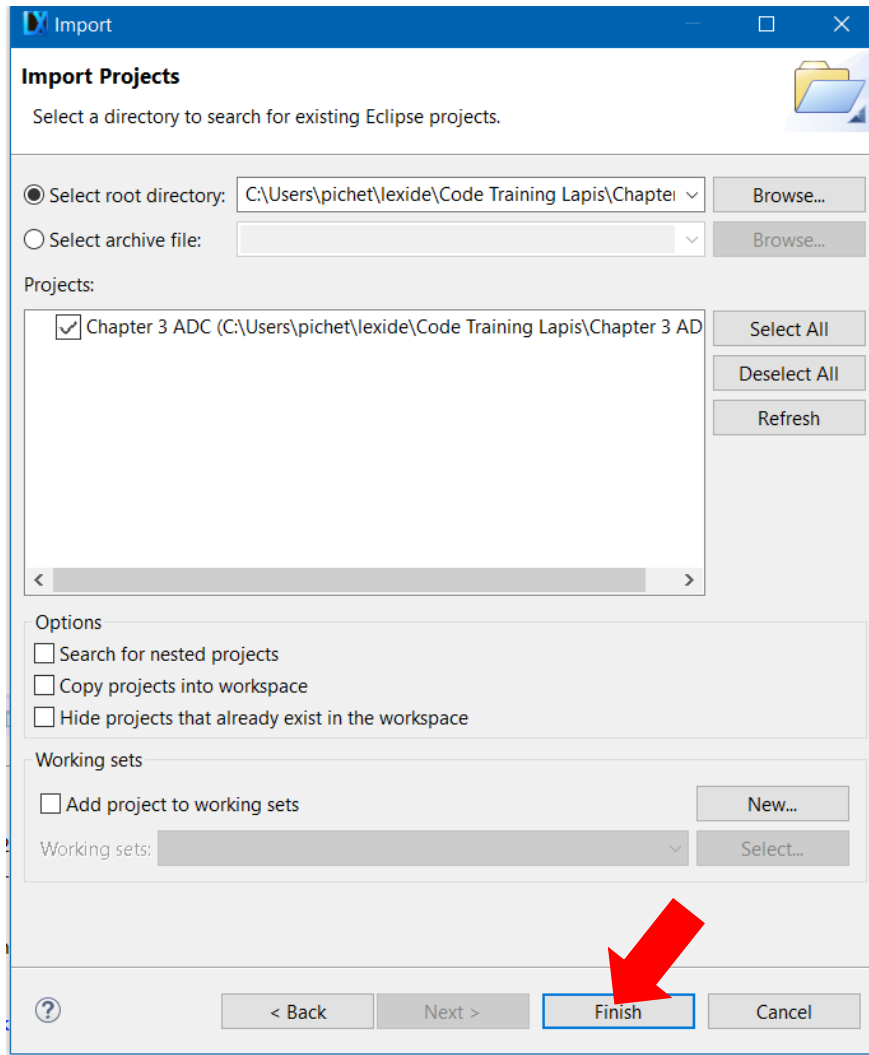 Import
Import Projects
Select a directory to search for existing Eclipse projects.
Select root directory: C:\Users\pichet\lexide\Code Training Lapis\Chapter Browse...
Select archive file: Browse...
Projects:
Chapter 3 ADC (C:\Users\pichet\lexide\Code Training Lapis\Chapter 3 AD Select All
Deselect All
Refresh
Options
Search for nested projects
Copy projects into workspace
Hide projects that already exist in the workspace
Working sets
Add project to working sets New...
Working sets: Select...
? < Back Next > Finish Cancel